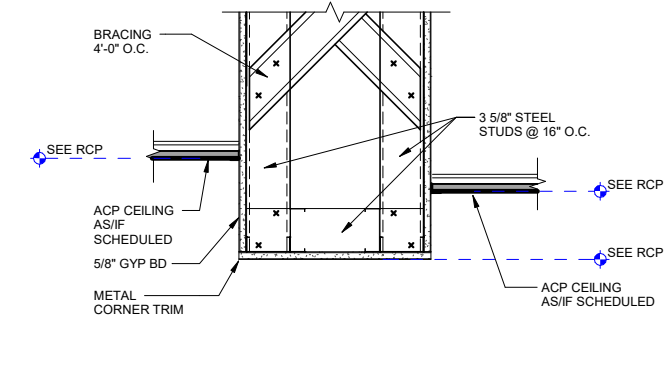 BRACING
4'-0" O.C.
3 5/8" STEEL
STUDS @ 16" O.C.
SEE RCP
SEE RCP
ACP CEILING
AS/IF
SCHEDULED
5/8" GYP BD
SEE RCP
METAL
CORNER TRIM
ACP CEILING
AS/IF SCHEDULED